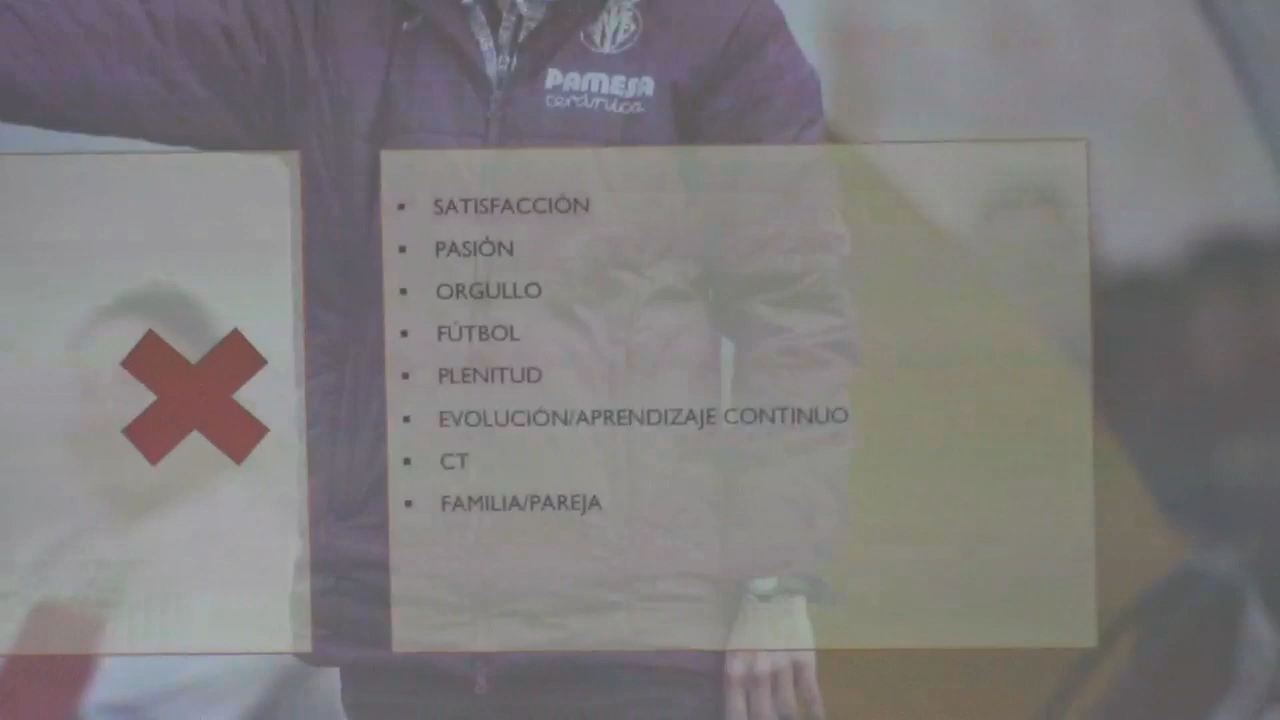 PAMESA
cerámica
SATISFACCIÓN
PASIÓN
ORGULLO
FÚTBOL
PLENITUD
EVOLUCIÓN/APRENDIZAJE CONTINUO
CT
FAMILIA/PAREJA